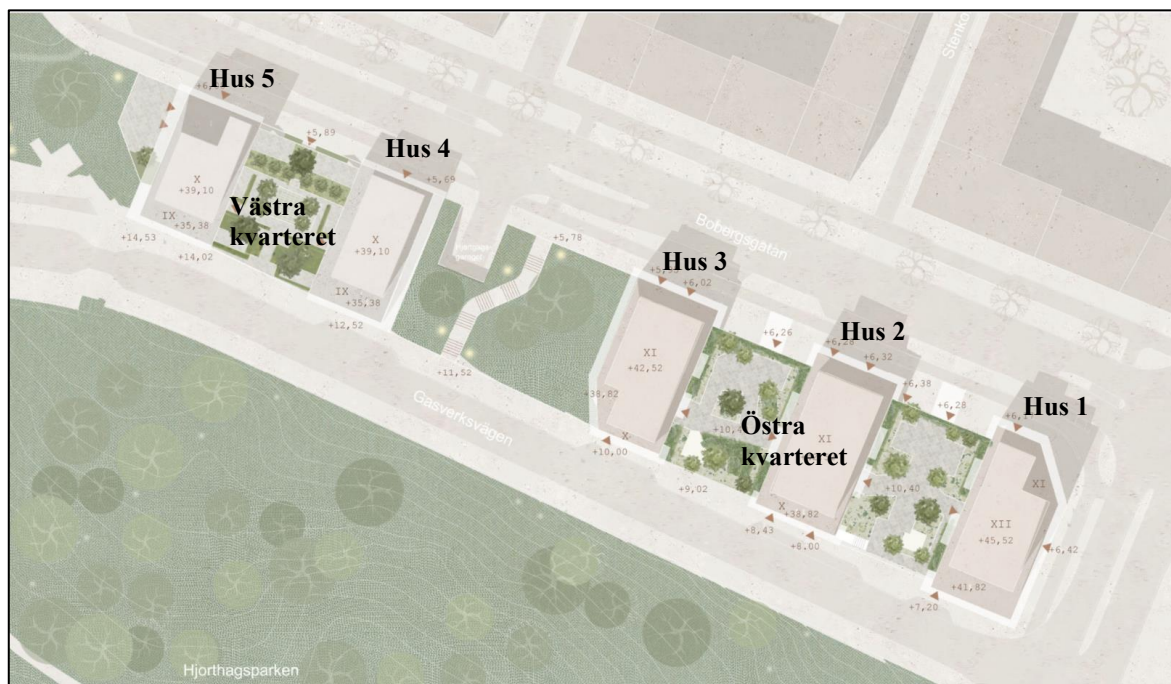 Stenko
Hus 5
+5,89
Hus 4
+5,69
X
+39,10
Västra
kvarteret
IX
+35,38
X
+39,10
+14,53
+14,02
IX
+35,38
+12,52
+5,78
Bobergsgatan
Hus 3
+6,02
+6,26
Hus 2
+6,32
+6,38
+6,28
Hus 1
XI
+42,52
+38,82
+11,52
Gasverksvägen
X
+10,00
Östra
kvarteret
XI
+9,02
X
+38,82
+8,43
+8,00
+10,40
XI
XII
+45,52
+6,42
+41,82
+7,20
Hjorthagsparken